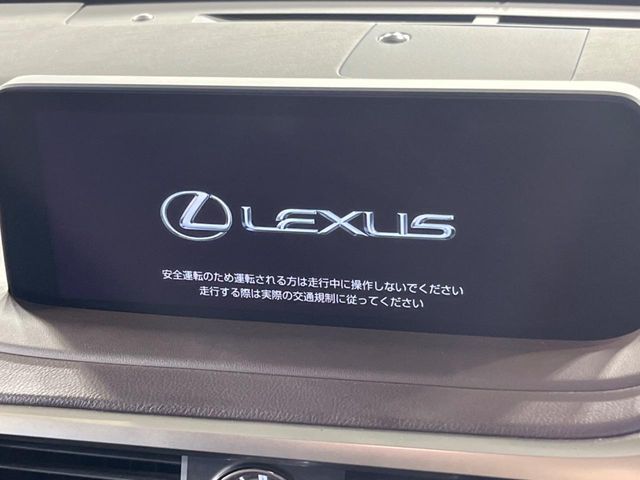 LEXUS
安全運転のため運転される方は走行中に操作しないでください
走行する際は実際の交通規制に従ってください